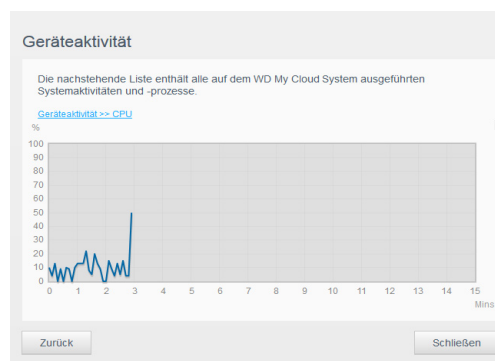 Geräteaktivität
Die nachstehende Liste enthält alle auf dem WD My Cloud System ausgeführten
Systemaktivitäten und -prozesse.
Geräteaktivität >> CPU
%
100
90
80
70
60
50
40
30
20
10
0
0 1 2 3 4 5 6 7 8 9 10 11 12 13 14 15
Mins
Zurück
Schließen